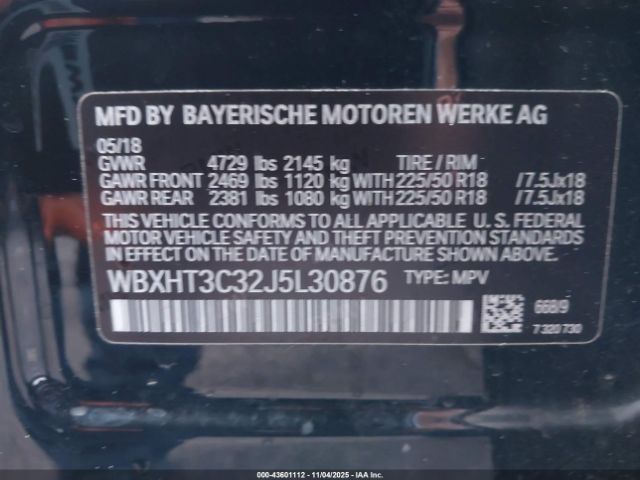 MFD BY BAYERISCHE MOTOREN WERKE AG
05/18
GVWR 4729 lbs 2145 kg TIRE / RIM
GAWR FRONT 2469 lbs 1120 kg WITH 225/50 R18 /7.5Jx18
GAWR REAR 2381 lbs 1080 kg WITH 225/50 R18 /7.5Jx18
THIS VEHICLE CONFORMS TO ALL APPLICABLE U. S. FEDERAL
MOTOR VEHICLE SAFETY AND THEFT PREVENTION STANDARDS
IN EFFECT ON THE DATE OF MANUFACTURE SHOWN ABOVE.
WBXHT3C32J5L30876 TYPE: MPV
668/9
7 320 730
000-43601112 - 11/04/2025 - IAA Inc.